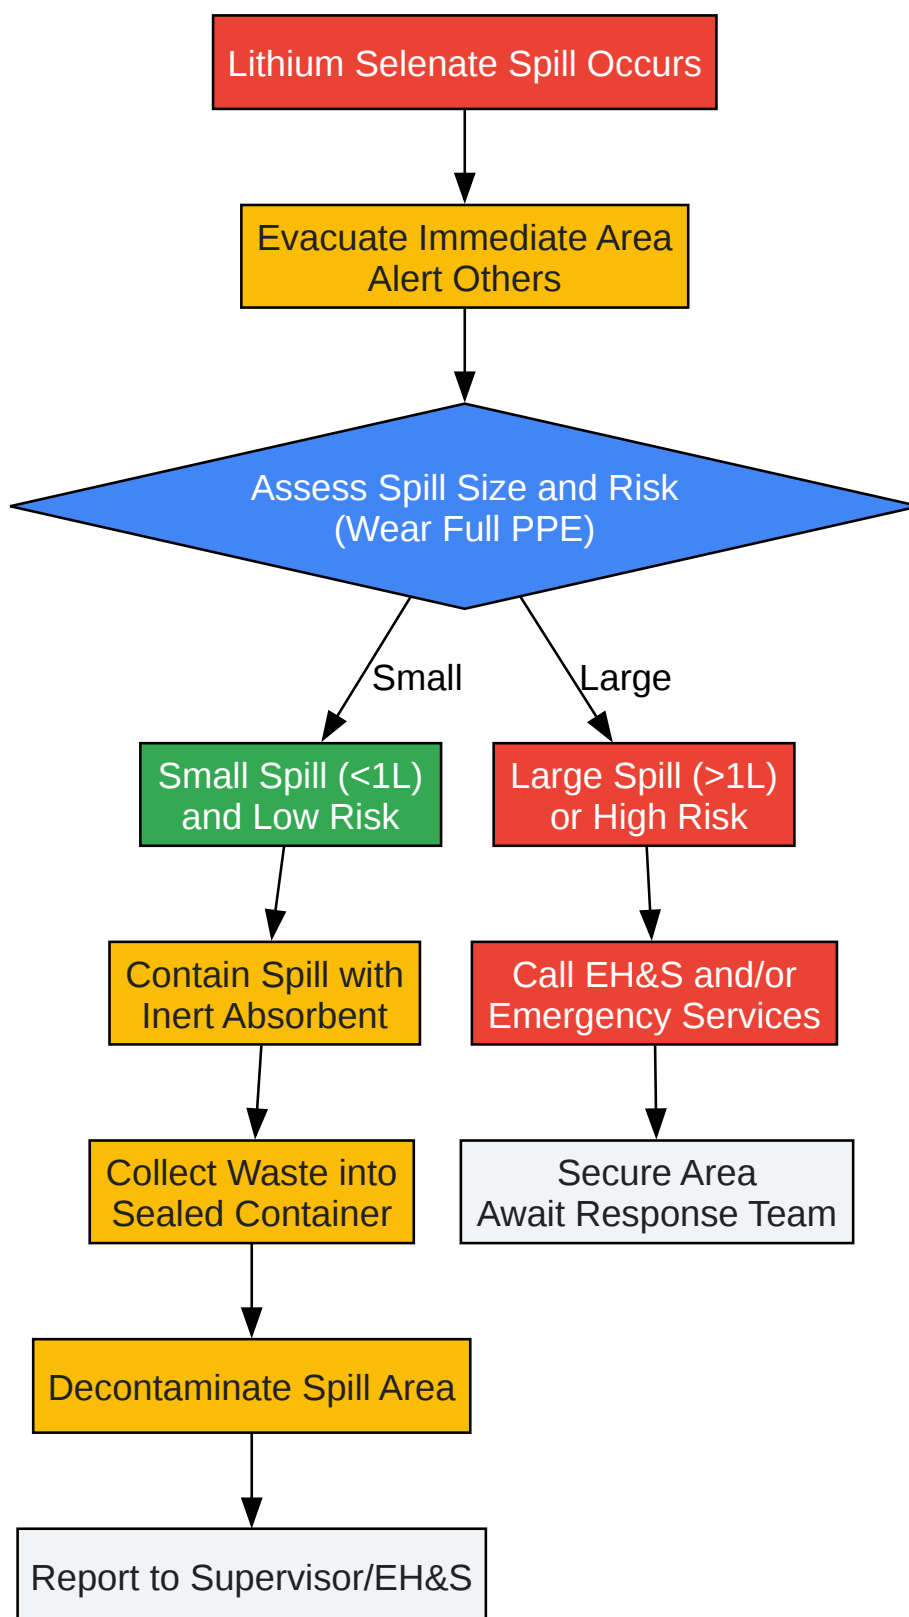 Lithium Selenate Spill Occurs
Evacuate Immediate Area
Alert Others
Assess Spill Size and Risk
(Wear Full PPE)
Small
Large
Small Spill (<1L)
and Low Risk
Large Spill (>1L)
or High Risk
Contain Spill with
Inert Absorbent
Call EH&S and/or
Emergency Services
Collect Waste into
Sealed Container
Secure Area
Await Response Team
Decontaminate Spill Area
Report to Supervisor/EH&S